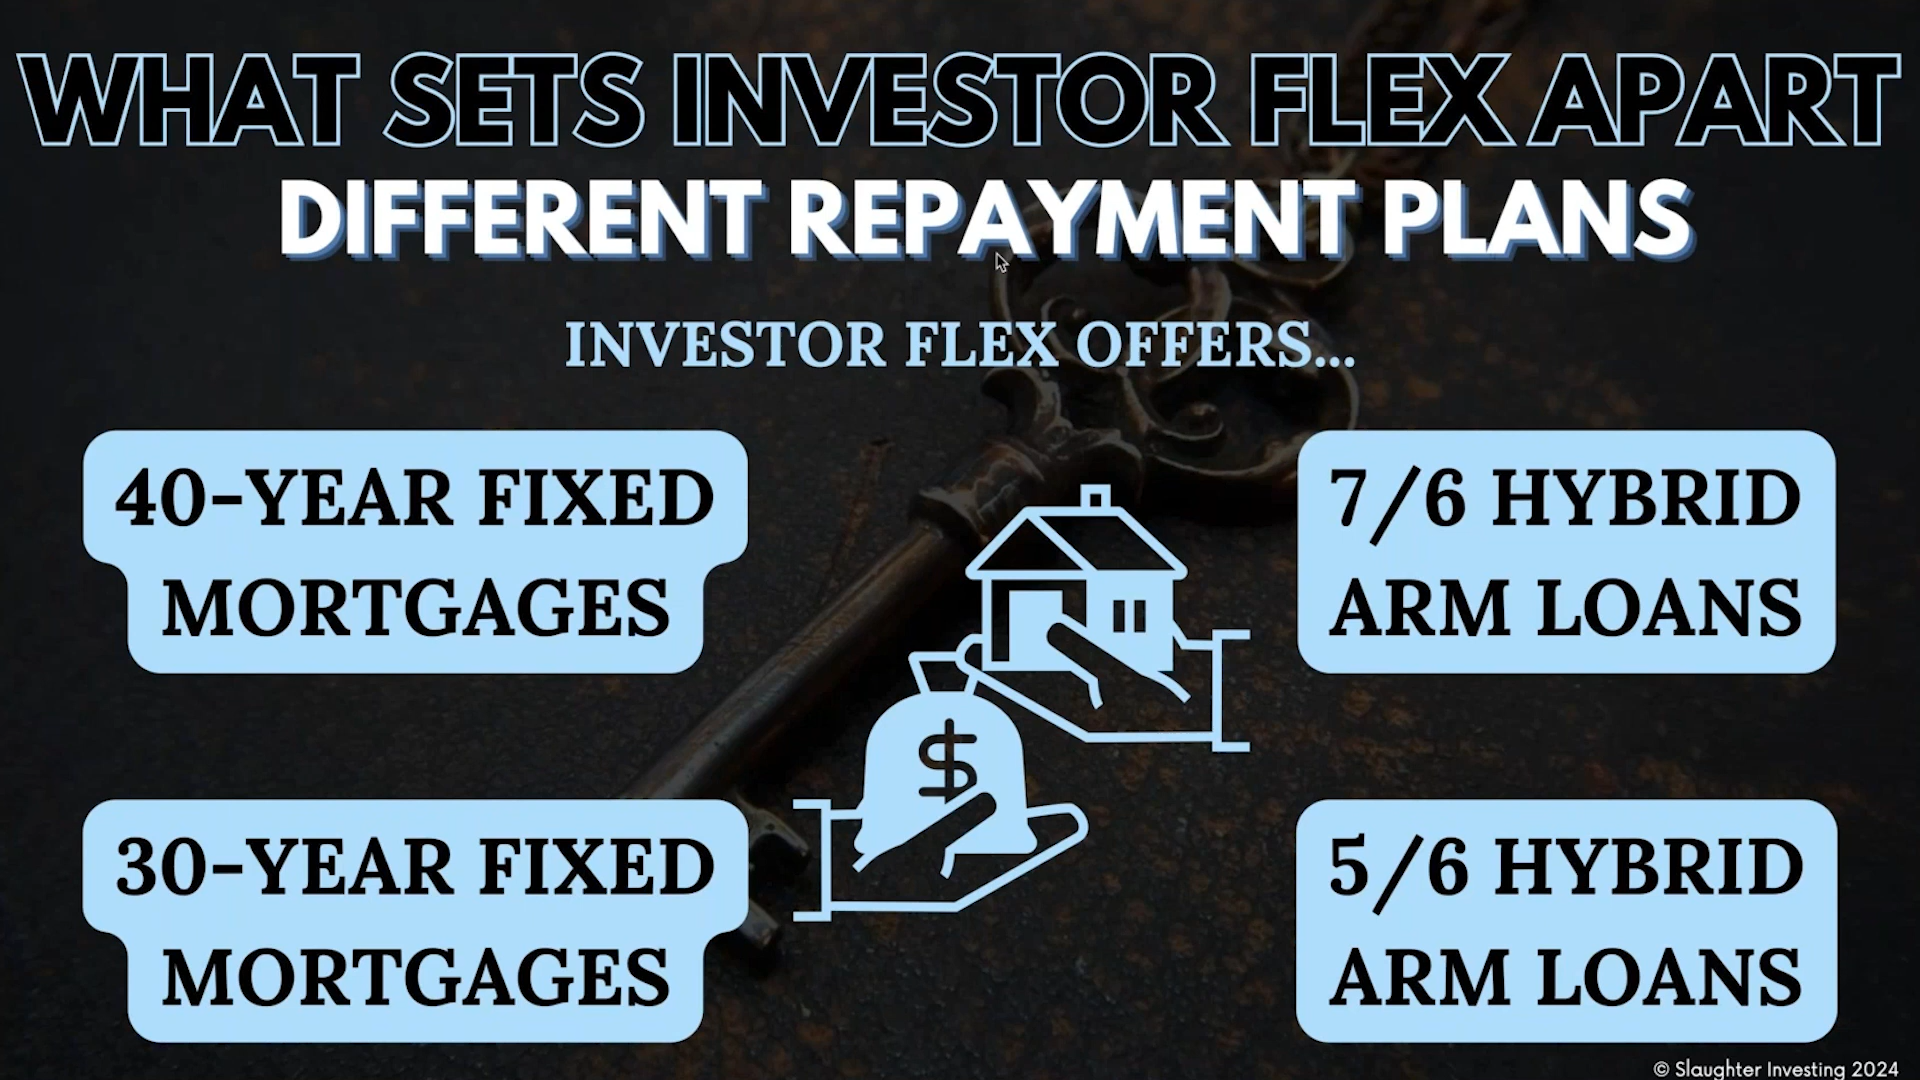 WHAT SETS INVESTOR FLEX APART
DIFFERENT REPAYMENT PLANS
INVESTOR FLEX OFFERS...
40-YEAR FIXED
MORTGAGES
7/6 HYBRID
ARM LOANS
$
30-YEAR FIXED
MORTGAGES
5/6 HYBRID
ARM LOANS
© Slaughter Investing 2024